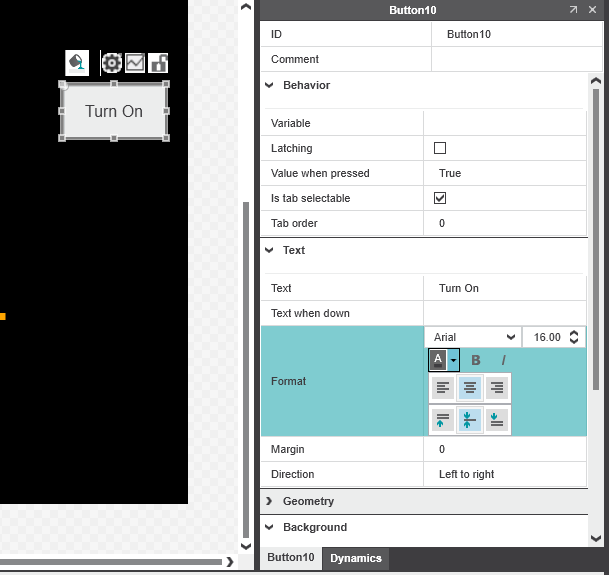 Button10
ID Button10
Comment
Behavior
Turn On
Variable
Latching
Value when pressed True
Is tab selectable
Tab order 0
Text
Text Turn On
Text when down
Arial 16.00
A B I
Format
Margin 0
Direction Left to right
Geometry
Background
Button10 Dynamics